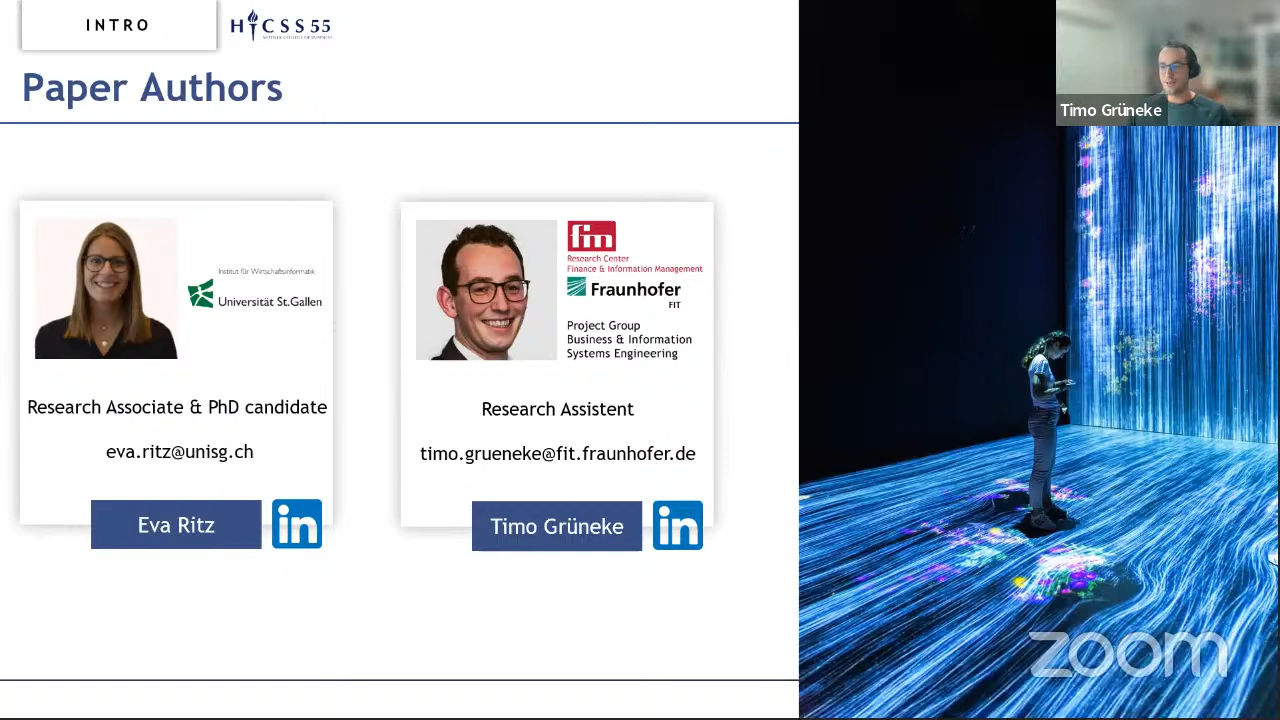 INTRO
HICSS 55
Paper Authors
Timo Grüneke
Institut für Wirtschaftsinformatik
Universität St.Gallen
Research Associate & PhD candidate
eva.ritz@unisg.ch
Eva Ritz
in
fim
Research Center
Finance & Information Management
Fraunhofer
FIT
Project Group
Business & Information
Systems Engineering
Research Assistent
timo.grueneke@fit.fraunhofer.de
Timo Grüneke
in
zoom